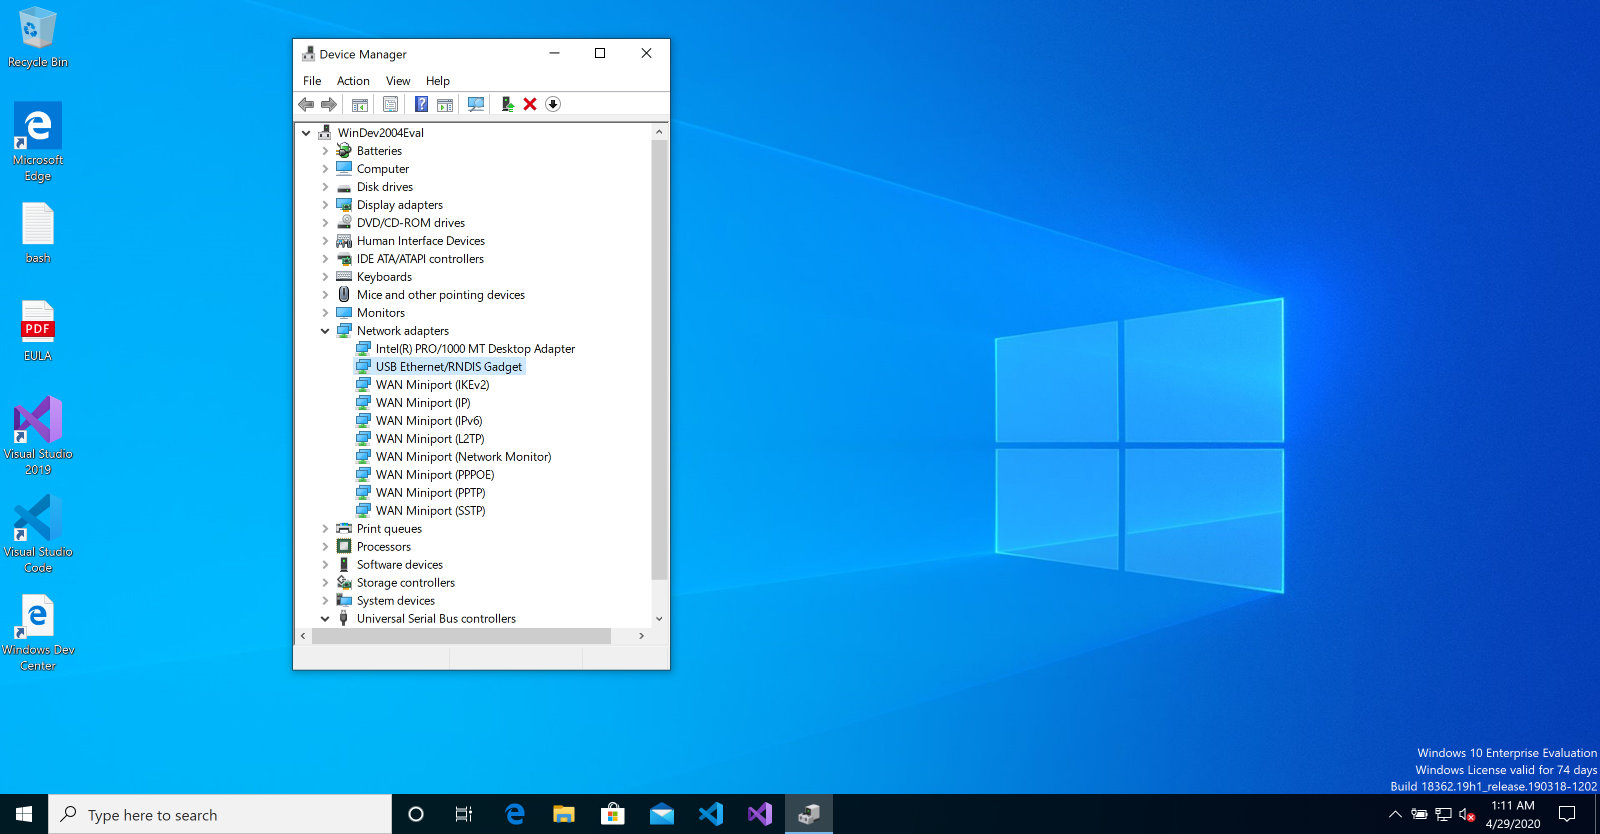 Recycle Bin
Microsoft
Edge
bash
PDF
EULA
Visual Studio
2019
Visual Studio
Code
Windows Dev
Center
Device Manager
File Action View Help
WinDev2004Eval
Batteries
Computer
Disk drives
Display adapters
DVD/CD-ROM drives
Human Interface Devices
IDE ATA/ATAPI controllers
Keyboards
Mice and other pointing devices
Monitors
Network adapters
Intel(R) PRO/1000 MT Desktop Adapter
USB Ethernet/RNDIS Gadget
WAN Miniport (IKEv2)
WAN Miniport (IP)
WAN Miniport (IPv6)
WAN Miniport (L2TP)
WAN Miniport (Network Monitor)
WAN Miniport (PPPOE)
WAN Miniport (PPTP)
WAN Miniport (SSTP)
Print queues
Processors
Software devices
Storage controllers
System devices
Universal Serial Bus controllers
Windows 10 Enterprise Evaluation
Windows License valid for 74 days
Build 18362.19h1_release.190318-1202
Type here to search
1:11 AM
4/29/2020